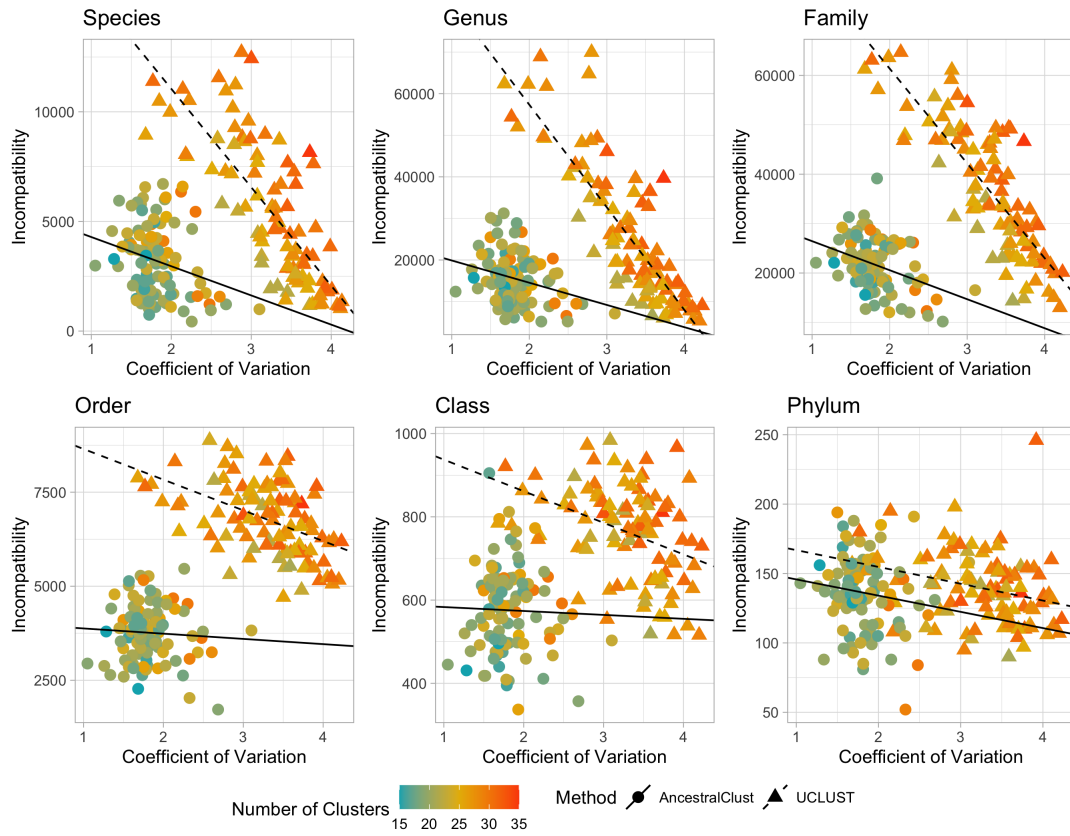 Species
Genus
Family
Incompatibility
0
5000
10000
1
2
3
4
Coefficient of Variation
Incompatibility
20000
40000
60000
1
2
3
4
Coefficient of Variation
Incompatibility
20000
40000
60000
1
2
3
4
Coefficient of Variation
Order
Class
Phylum
Incompatibility
2500
5000
7500
1
2
3
4
Coefficient of Variation
Incompatibility
400
600
800
1000
1
2
3
4
Coefficient of Variation
Incompatibility
50
100
150
200
250
1
2
3
4
Coefficient of Variation
Number of Clusters
15 20 25 30 35
Method
AncestralClust
UCLUST